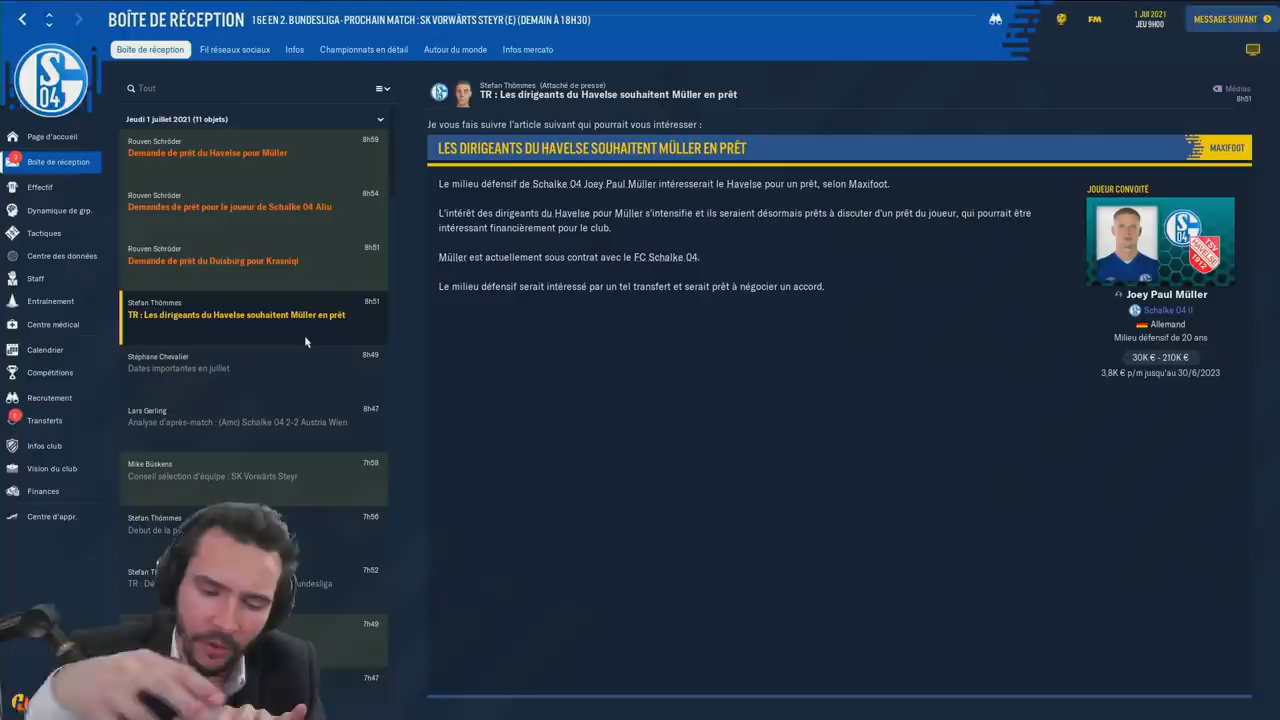 BOÎTE DE RÉCEPTION
16E EN 2. BUNDESLIGA - PROCHAIN MATCH : SK VORWÄRTS STEYR (E) (DEMAIN À 18H30)
FM
1 JUI 2021
JEU 9H00
MESSAGE SUIVANT
Boîte de réception
Fil réseaux sociaux
Infos
Championnats en détail
Autour du monde
Infos mercato
S
04
Page d'accueil
3
Boîte de réception
Effectif
Dynamique de grp.
Tactiques
Centre des données
Staff
Entraînement
Centre médical
Calendrier
Compétitions
Recrutement
6
Transferts
Infos club
Vision du club
Finances
Centre d'appr.
Tout
Jeudi 1 juillet 2021 (11 objets)
Rouven Schröder
8h59
Demande de prêt du Havelse pour Müller
Rouven Schröder
8h54
Demandes de prêt pour le joueur de Schalke 04 Aliu
Rouven Schröder
8h51
Demande de prêt du Duisburg pour Krasniqi
Stefan Thömmes
8h51
TR : Les dirigeants du Havelse souhaitent Müller en prêt
Stéphane Chevalier
8h49
Dates importantes en juillet
Lars Gerling
8h47
Analyse d'après-match : (Amc) Schalke 04 2-2 Austria Wien
Mike Büskens
7h58
Conseil sélection d'équipe : SK Vorwärts Steyr
Stefan Thömmes
7h56
Debut de la
7h52
TR :
7h49
7h47
Stefan Thömmes (Attaché de presse)
TR : Les dirigeants du Havelse souhaitent Müller en prêt
Médias
8h51
Je vous fais suivre l'article suivant qui pourrait vous intéresser :
LES DIRIGEANTS DU HAVELSE SOUHAITENT MÜLLER EN PRÊT
MAXIFOOT
Le milieu défensif de Schalke 04 Joey Paul Müller intéresserait le Havelse pour un prêt, selon Maxifoot.
L'intérêt des dirigeants du Havelse pour Müller s'intensifie et ils seraient désormais prêts à discuter d'un prêt du joueur, qui pourrait être
intéressant financièrement pour le club.
Müller est actuellement sous contrat avec le FC Schalke 04.
Le milieu défensif serait intéressé par un tel transfert et serait prêt à négocier un accord.
JOUEUR CONVOITÉ
TSV
HAVELSE
1912
Joey Paul Müller
Schalke 04 II
Allemand
Milieu défensif de 20 ans
30K € - 210K €
3,8K € p/m jusqu'au 30/6/2023